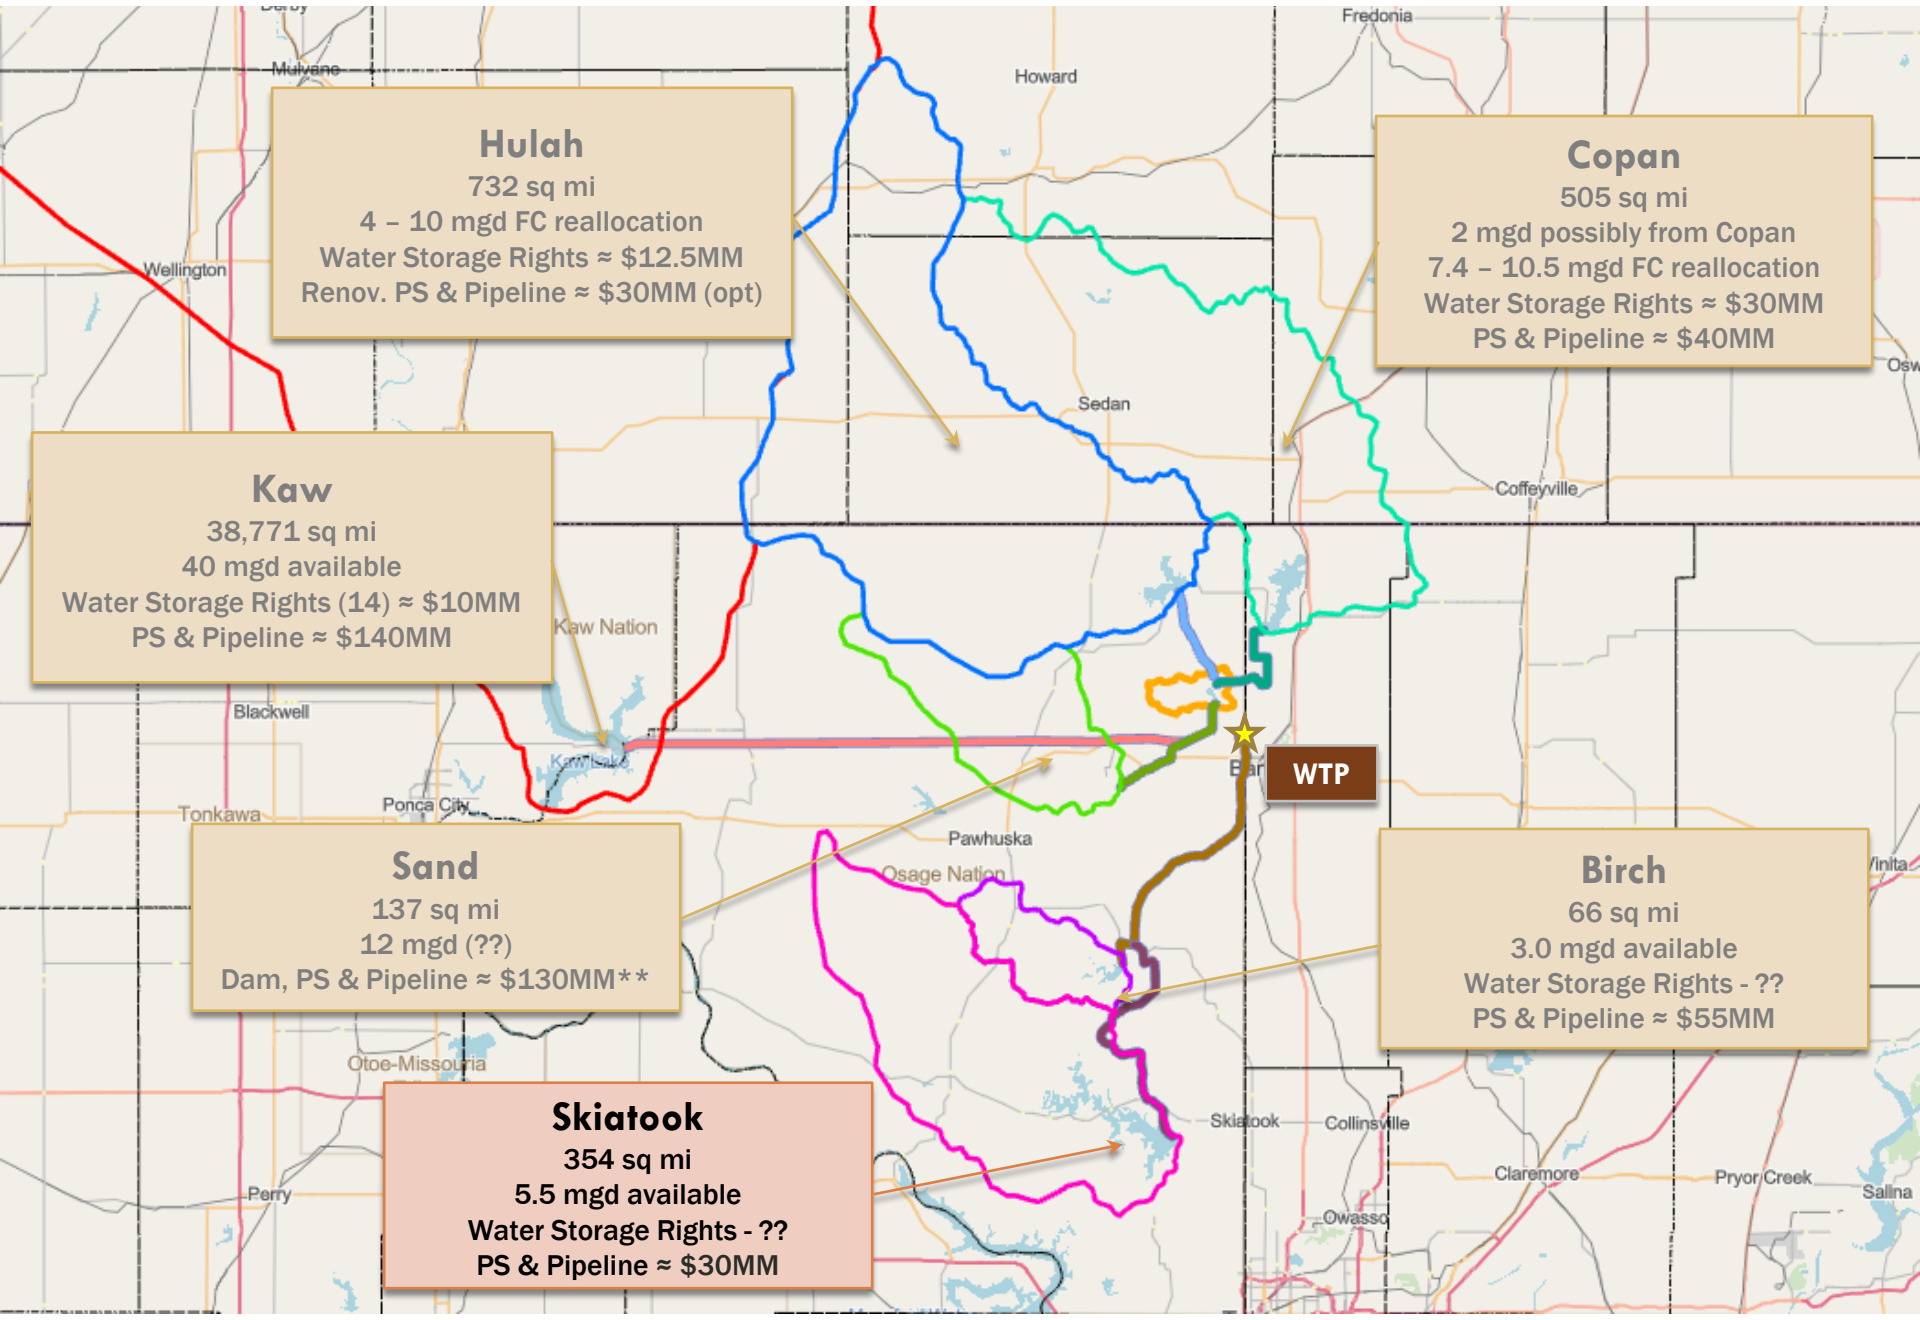 Derby
Fredonia
Mulvane
Howard
Hulah
732 sq mi
4 – 10 mgd FC reallocation
Water Storage Rights ≈ $12.5MM
Renov. PS & Pipeline ≈ $30MM (opt)
Copan
505 sq mi
2 mgd possibly from Copan
7.4 – 10.5 mgd FC reallocation
Water Storage Rights ≈ $30MM
PS & Pipeline ≈ $40MM
Wellington
Osw
Sedan
Coffeyville
Kaw
38,771 sq mi
40 mgd available
Water Storage Rights (14) ≈ $10MM
PS & Pipeline ≈ $140MM
Kaw Nation
Blackwell
Kaw Lake
Bar
WTP
Ponca City
Tonkawa
Pawhuska
Osage Nation
Sand
137 sq mi
12 mgd (??)
Dam, PS & Pipeline ≈ $130MM**
Birch
66 sq mi
3.0 mgd available
Water Storage Rights - ??
PS & Pipeline ≈ $55MM
Vinita
Otoe-Missouria
Skiatook
354 sq mi
5.5 mgd available
Water Storage Rights - ??
PS & Pipeline ≈ $30MM
Skiatook
Collinsville
Claremore
Pryor Creek
Salina
Perry
Owasso